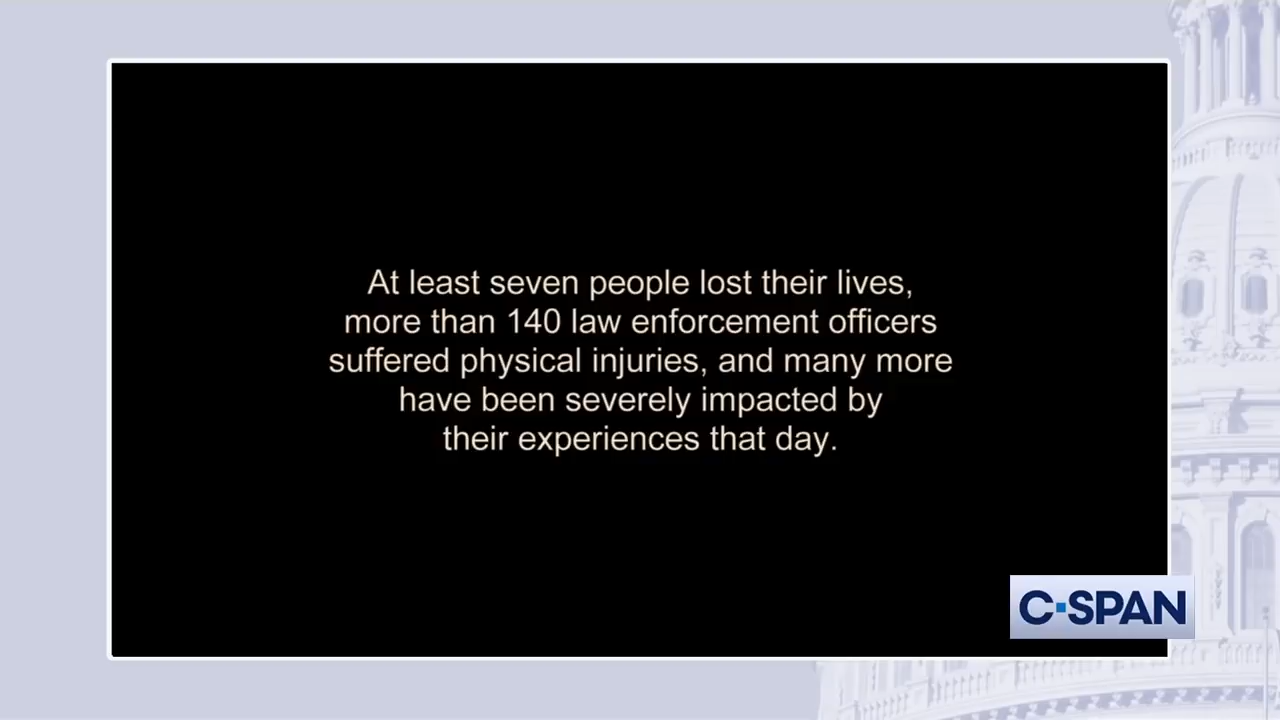 At least seven people lost their lives,
more than 140 law enforcement officers
suffered physical injuries, and many more
have been severely impacted by
their experiences that day.
C-SPAN